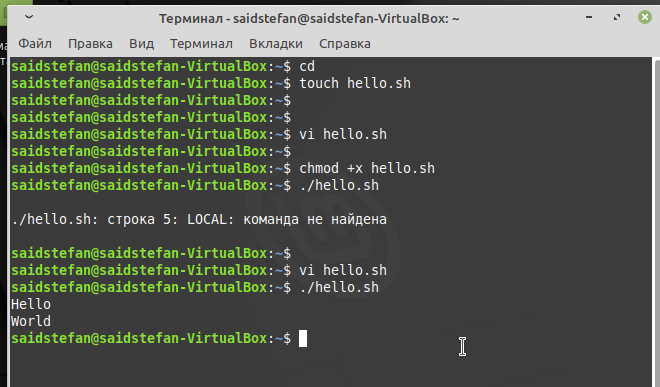 Терминал - saidstefan@saidstefan-VirtualBox: ~
Файл Правка Вид Терминал Вкладки Справка
saidstefan@saidstefan-VirtualBox:~$ cd
saidstefan@saidstefan-VirtualBox:~$ touch hello.sh
saidstefan@saidstefan-VirtualBox:~$
saidstefan@saidstefan-VirtualBox:~$
saidstefan@saidstefan-VirtualBox:~$ vi hello.sh
saidstefan@saidstefan-VirtualBox:~$
saidstefan@saidstefan-VirtualBox:~$ chmod +x hello.sh
saidstefan@saidstefan-VirtualBox:~$ ./hello.sh
./hello.sh: строка 5: LOCAL: команда не найдена
saidstefan@saidstefan-VirtualBox:~$
saidstefan@saidstefan-VirtualBox:~$ vi hello.sh
saidstefan@saidstefan-VirtualBox:~$ ./hello.sh
Hello
World
saidstefan@saidstefan-VirtualBox:~$